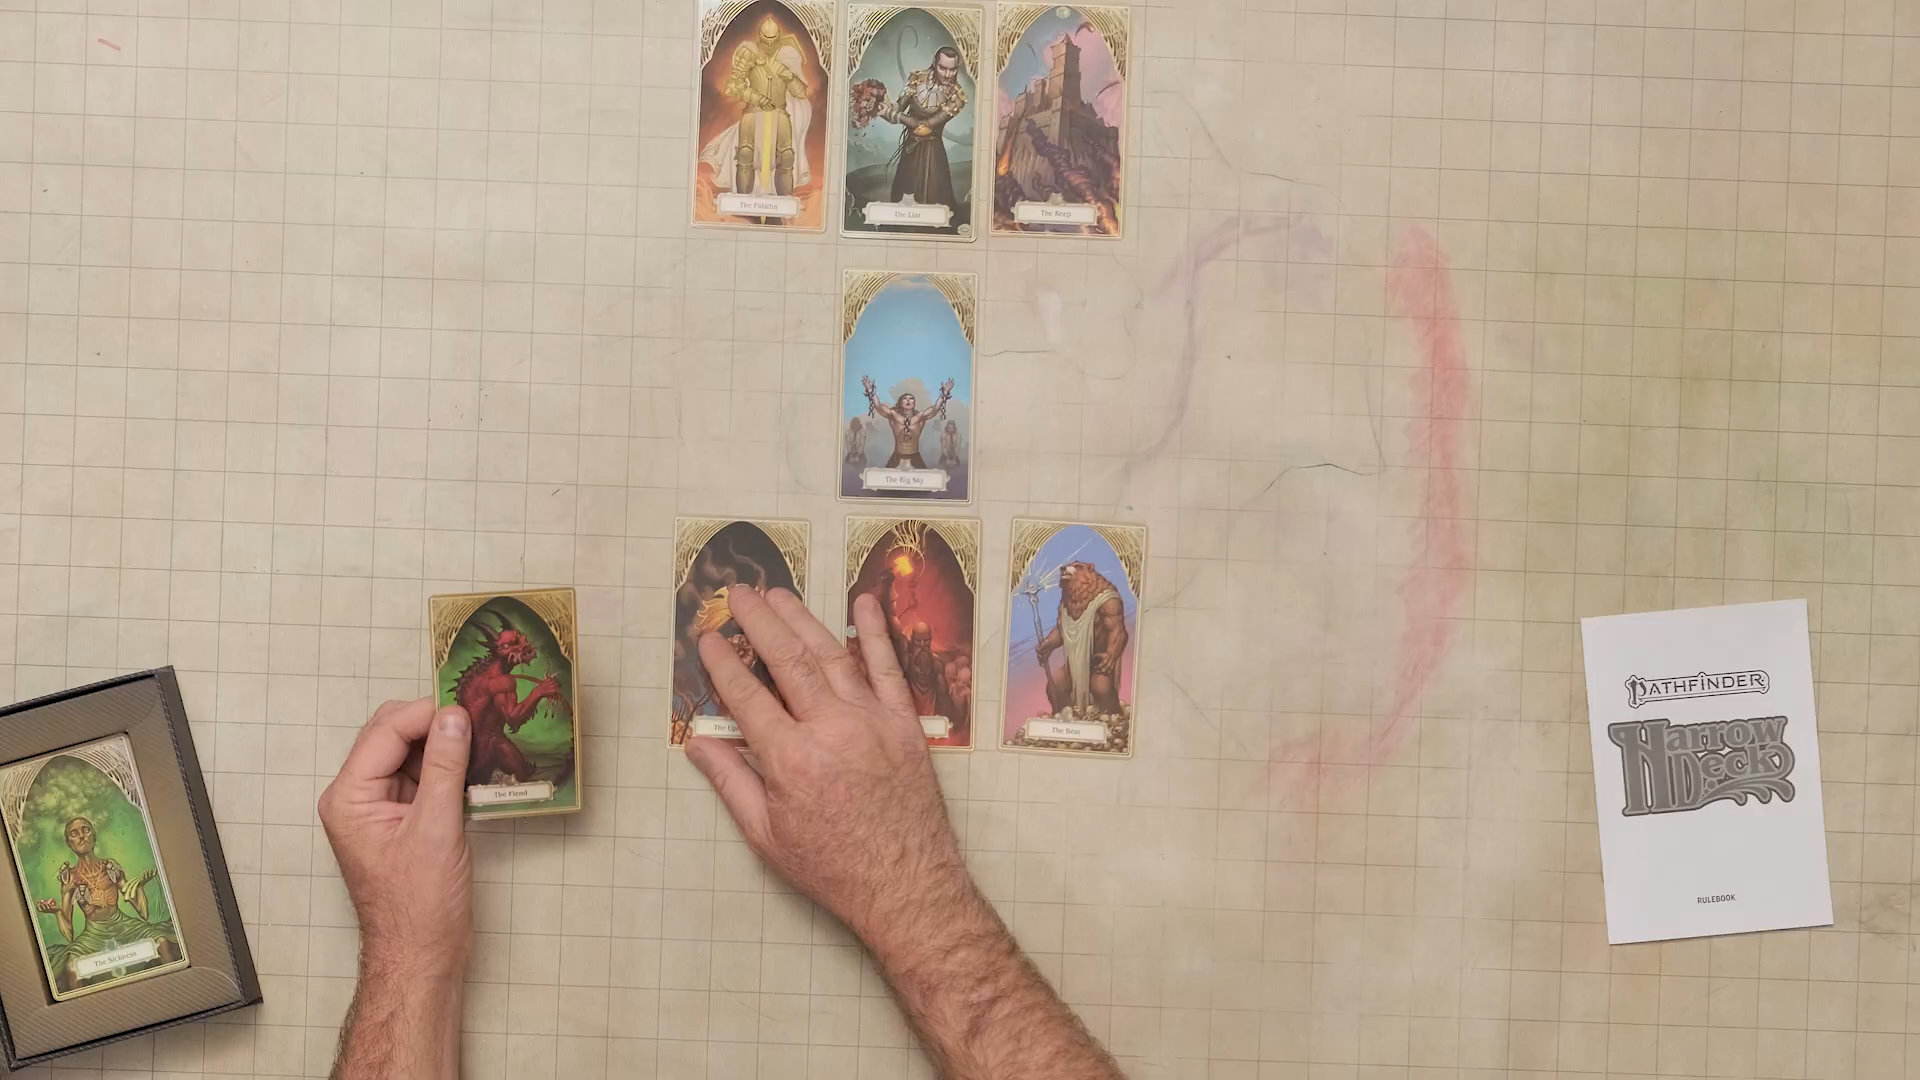 The Paladin
The Liar
The Keep
The Big Sky
The
The Bear
The Fiend
The Sickness
PATHFINDER
Harrow
Deck
RULEBOOK